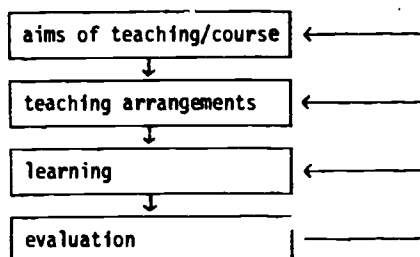 aims of teaching/course
teaching arrangements
learning
evaluation